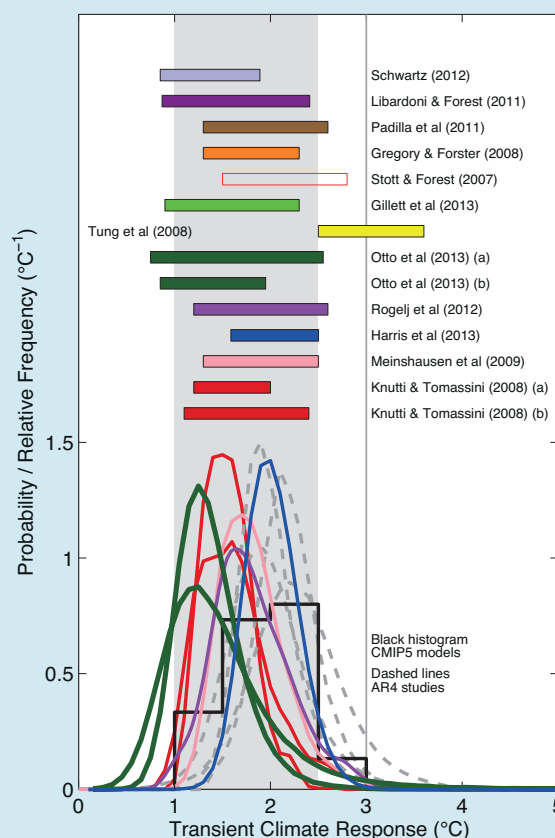 Schwartz (2012)
Libardoni & Forest (2011)
Padilla et al (2011)
Gregory & Forster (2008)
Stott & Forest (2007)
Gillett et al 2013)
Tung et al (2008)
Otto et al (2013) (a)
Otto et al (2013) (b)
Rogelj et al (2012)
Harris et al (2013)
Meinshausen et al (2009)
Knutti & Tomassini (2008) (a)
Knutti & Tomassini (2008) (b)
Probability / Relative Frequency (°C⁻¹)
1.5
1
0.5
0
Black histogram
CMIP5 models
Dashed lines
AR4 studies
0 1 2 3 4 5
Transient Climate Response (°C)